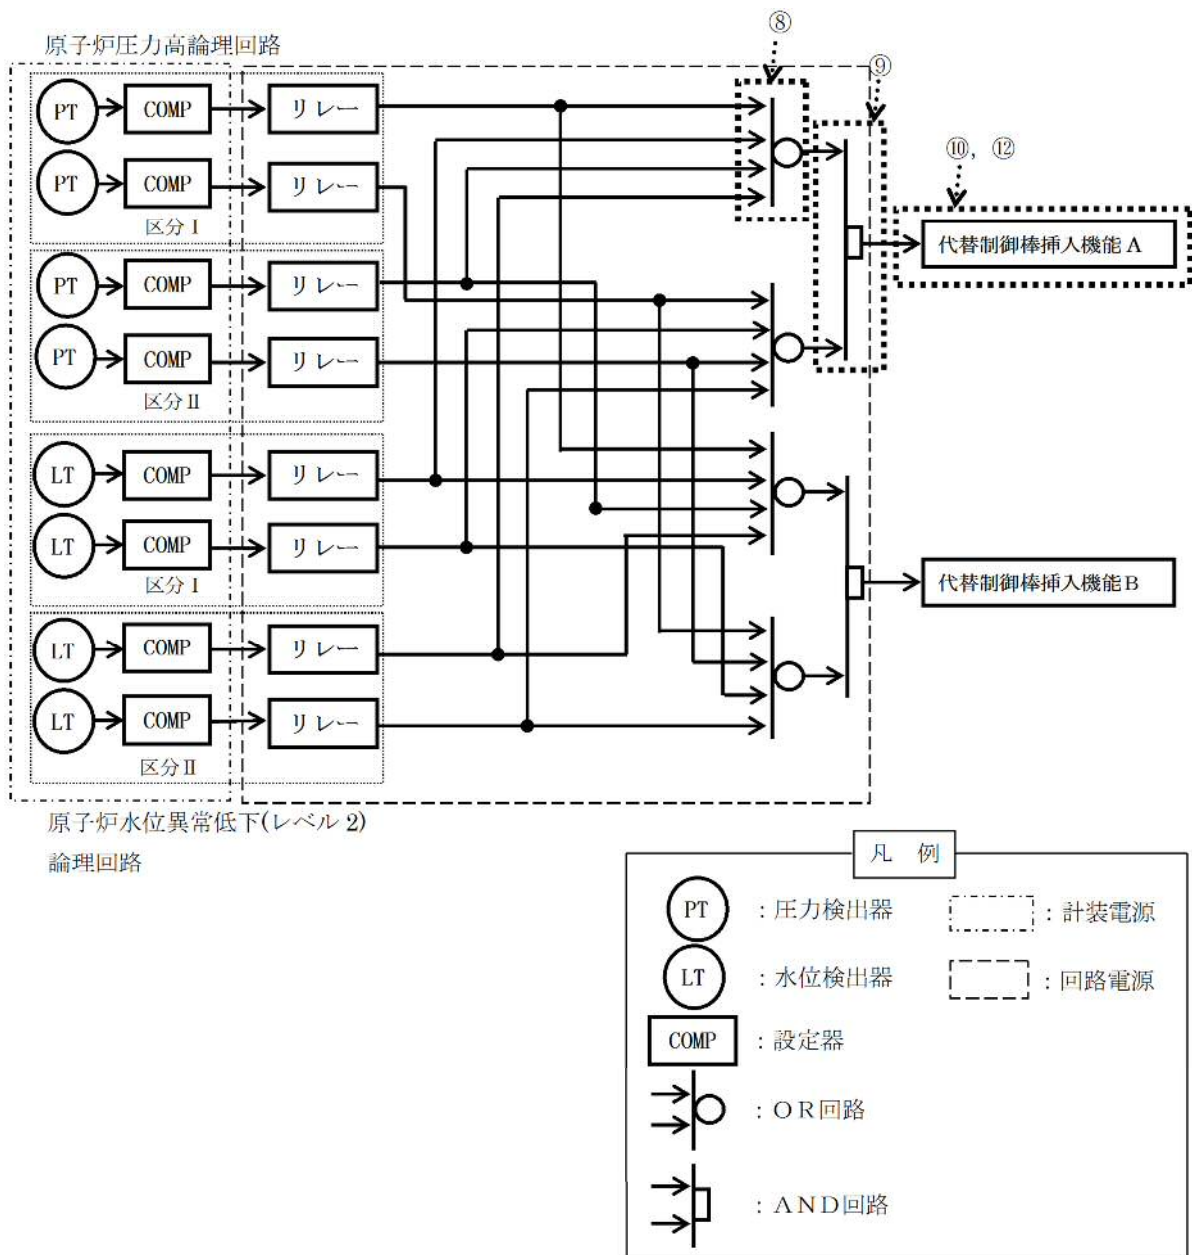 ⑧
原子炉圧力高論理回路
⑨
PT
COMP
リレー
⑩, ⑫
PT
COMP
リレー
区分Ⅰ
代替制御棒挿入機能A
PT
COMP
リレー
PT
COMP
リレー
区分Ⅱ
LT
COMP
リレー
LT
COMP
リレー
区分Ⅰ
代替制御棒挿入機能B
LT
COMP
リレー
LT
COMP
リレー
区分Ⅱ
原子炉水位異常低下(レベル2)
論理回路
凡 例
PT
:圧力検出器
:計装電源
LT
:水位検出器
:回路電源
COMP
:設定器
:OR回路
:AND回路